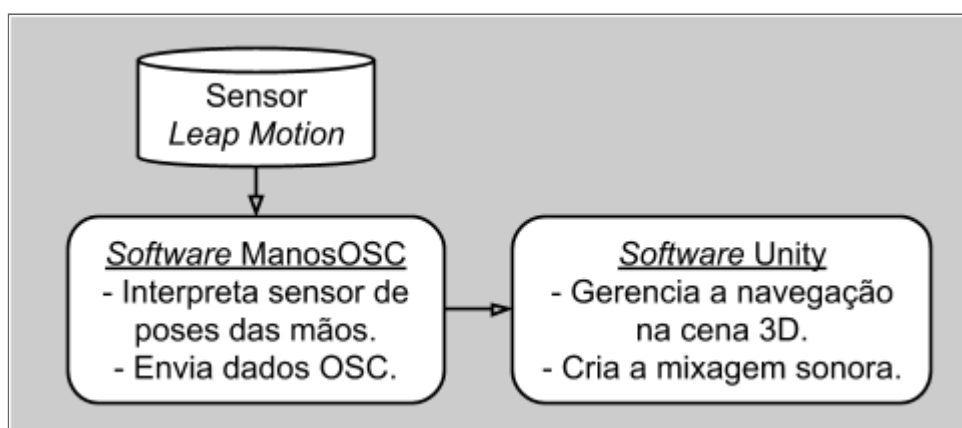 Sensor
Leap Motion
Software ManosOSC
- Interpreta sensor de
poses das mãos.
- Envia dados OSC.
Software Unity
- Gerencia a navegação
na cena 3D.
- Cria a mixagem sonora.